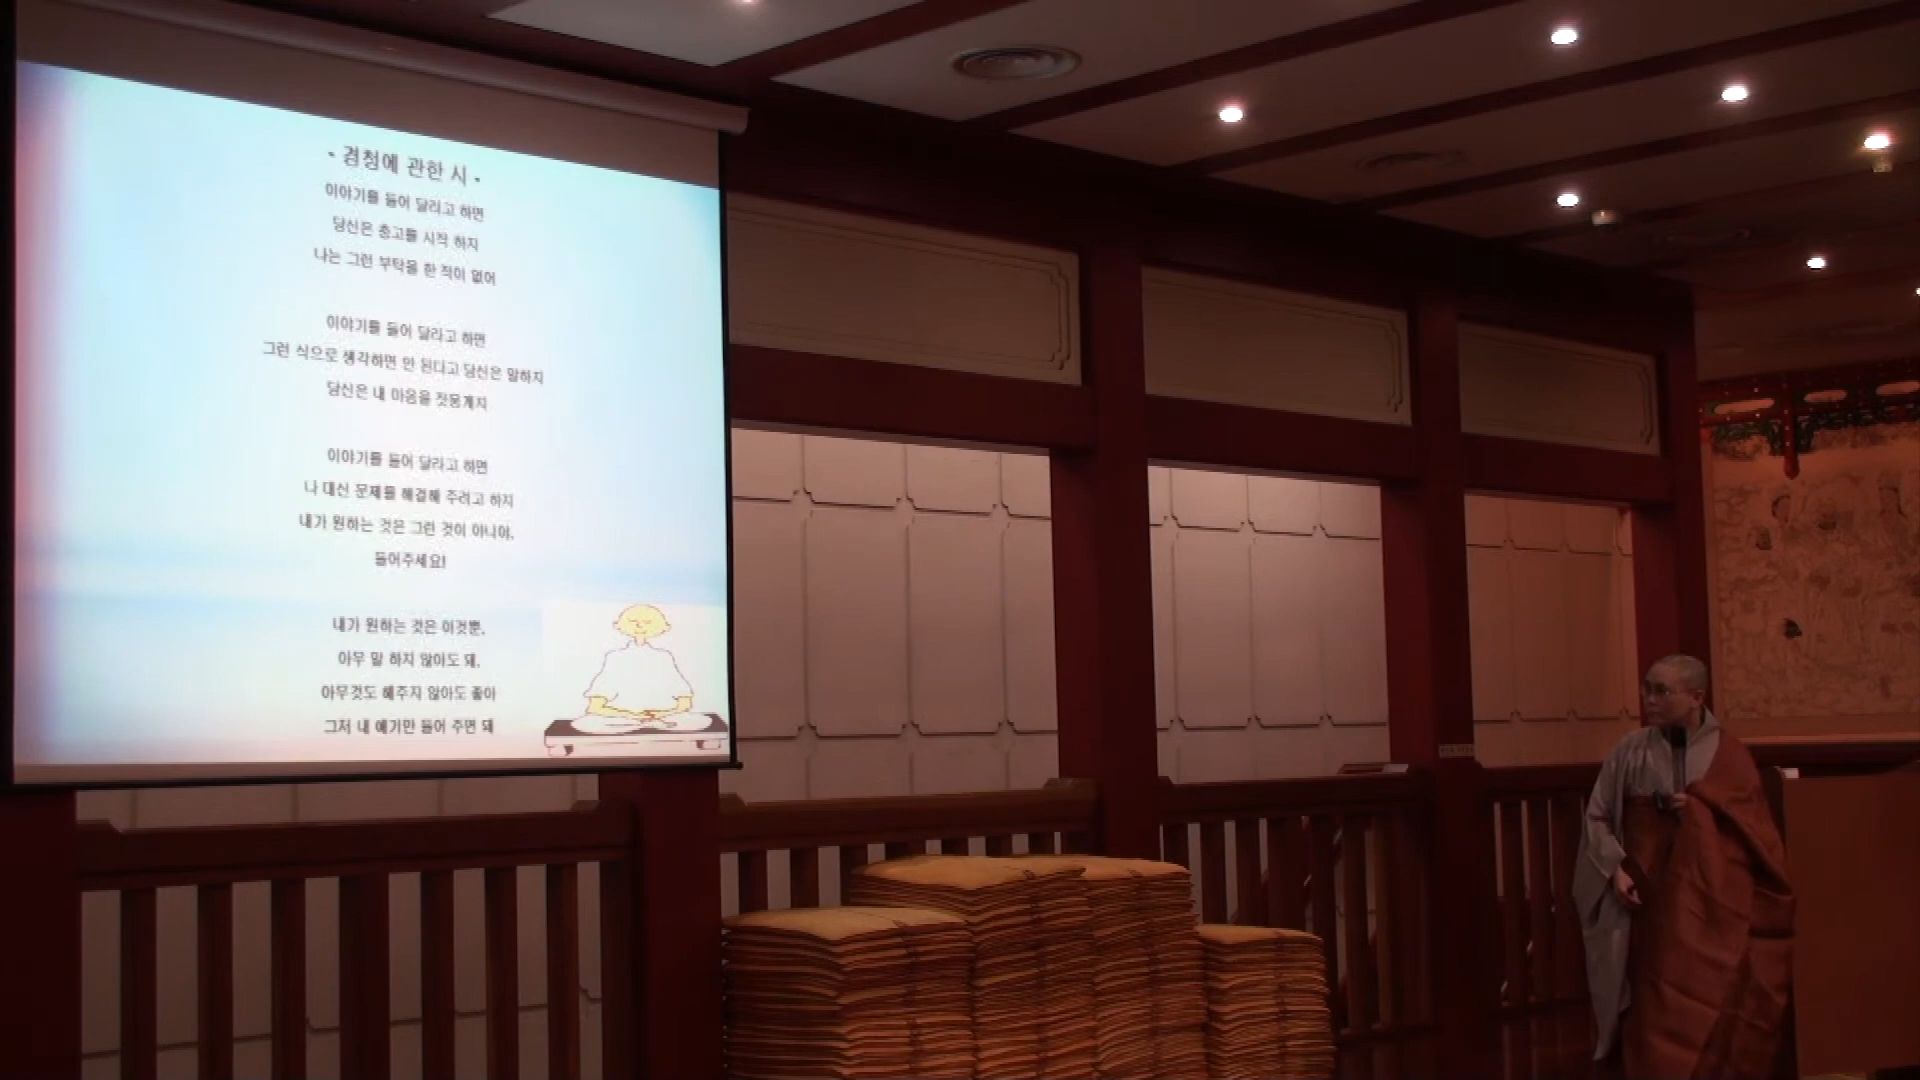 - 경청에 관한 시 -
이야기를 들어 달라고 하면
당신은 충고를 시작 하지
나는 그런 부탁을 한 적이 없어
이야기를 들어 달라고 하면
그런 식으로 생각하면 안 된다고 당신은 말하지
당신은 내 마음을 짓뭉개지
이야기를 들어 달라고 하면
나 대신 문제를 해결해 주려고 하지
내가 원하는 것은 그런 것이 아니야.
들어주세요!
내가 원하는 것은 이것뿐.
아무 말 하지 않아도 돼.
아무것도 해주지 않아도 좋아
그저 내 얘기만 들어 주면 돼